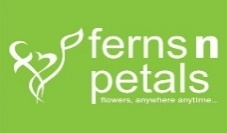 ferns n
petals
flowers, anywhere anytime...